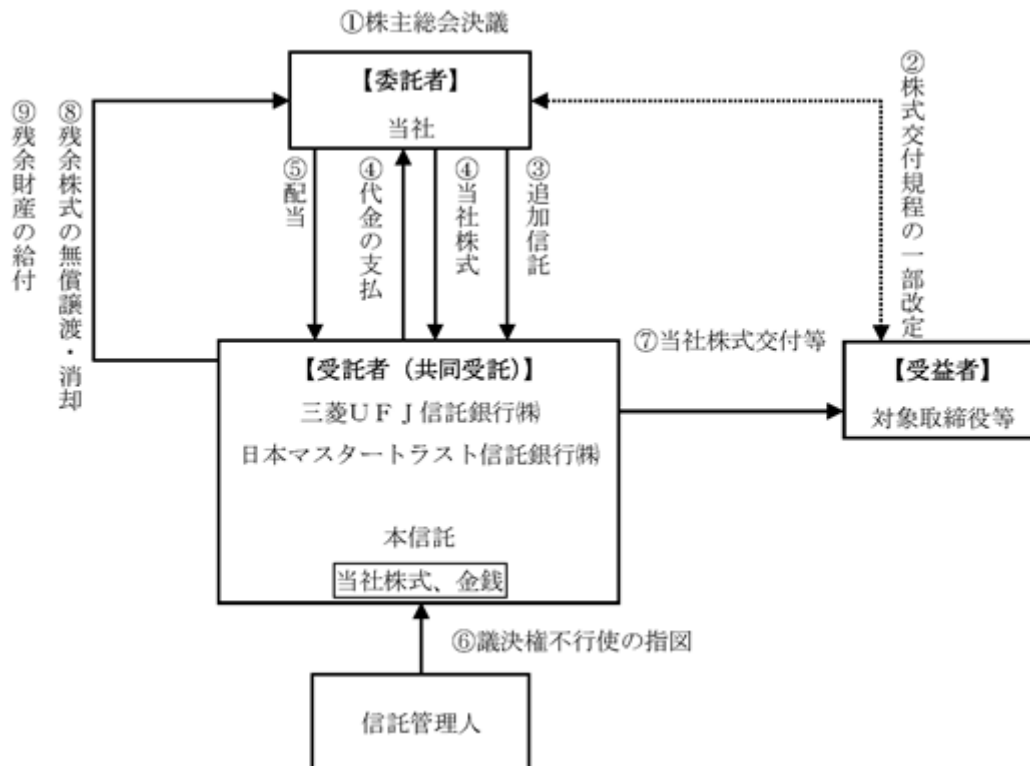 ①株主総会決議
【委託者】
当社
⑨残余財産の給付
⑧残余株式の無償譲渡・消却
⑤配当
④代金の支払
④当社株式
③追加信託
②株式交付規程の一部改定
【受託者（共同受託）】
三菱ＵＦＪ信託銀行㈱
日本マスタートラスト信託銀行㈱
本信託
当社株式、金銭
⑦当社株式交付等
【受益者】
対象取締役等
⑥議決権不行使の指図
信託管理人